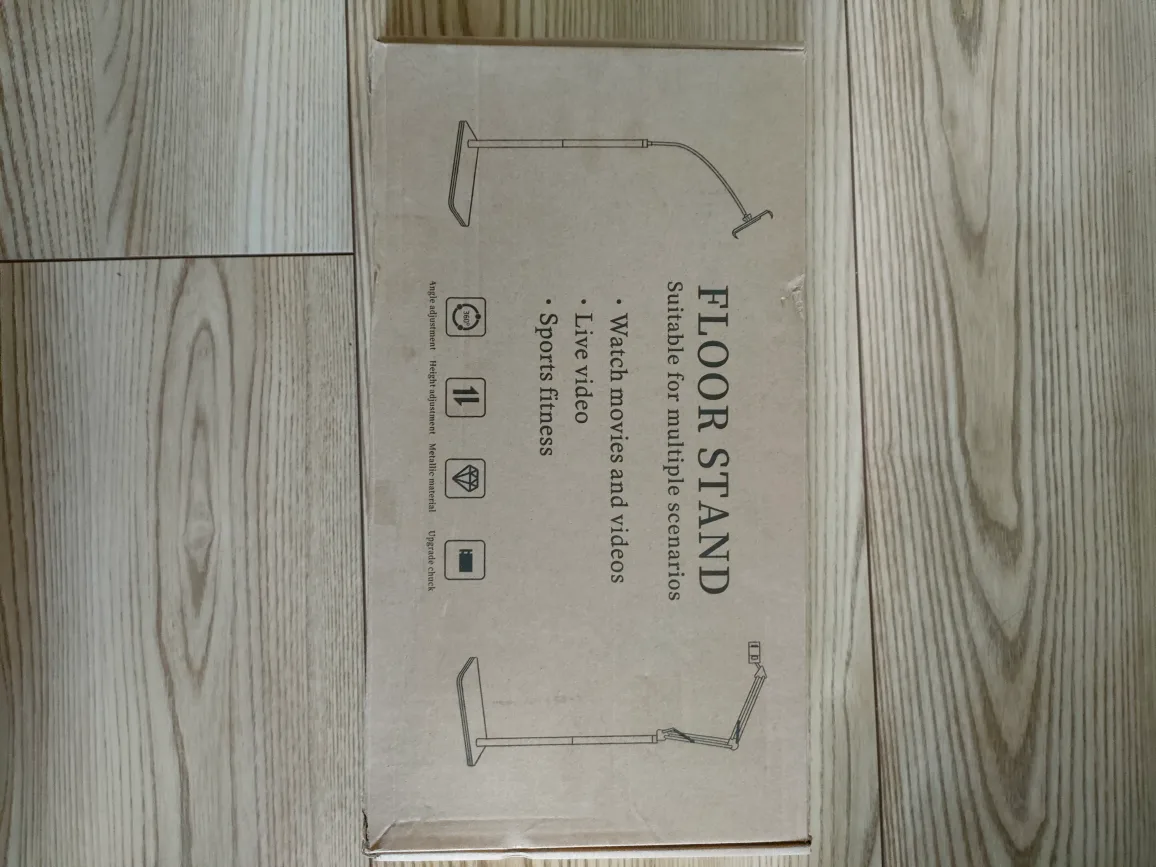 FLOOR STAND
Suitable for multiple scenarios
• Watch movies and videos
• Live video
• Sports fitness
360°
Angle adjustment Height adjustment Metallic material Upgrade chuck